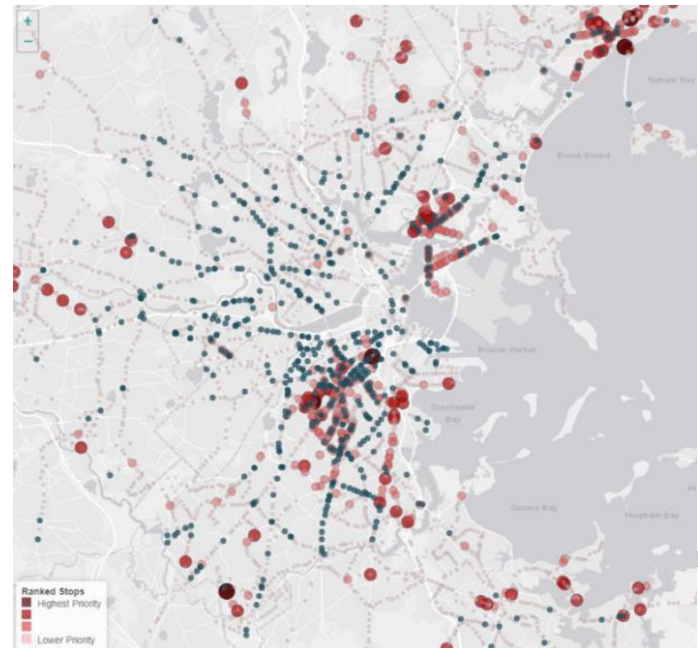 +
−
Nahant Bay
Broad Sound
Boston Harbor
Dorchester
Bay
Quincy Bay
Hingham Bay
Ranked Stops
Highest Priority
Lower Priority